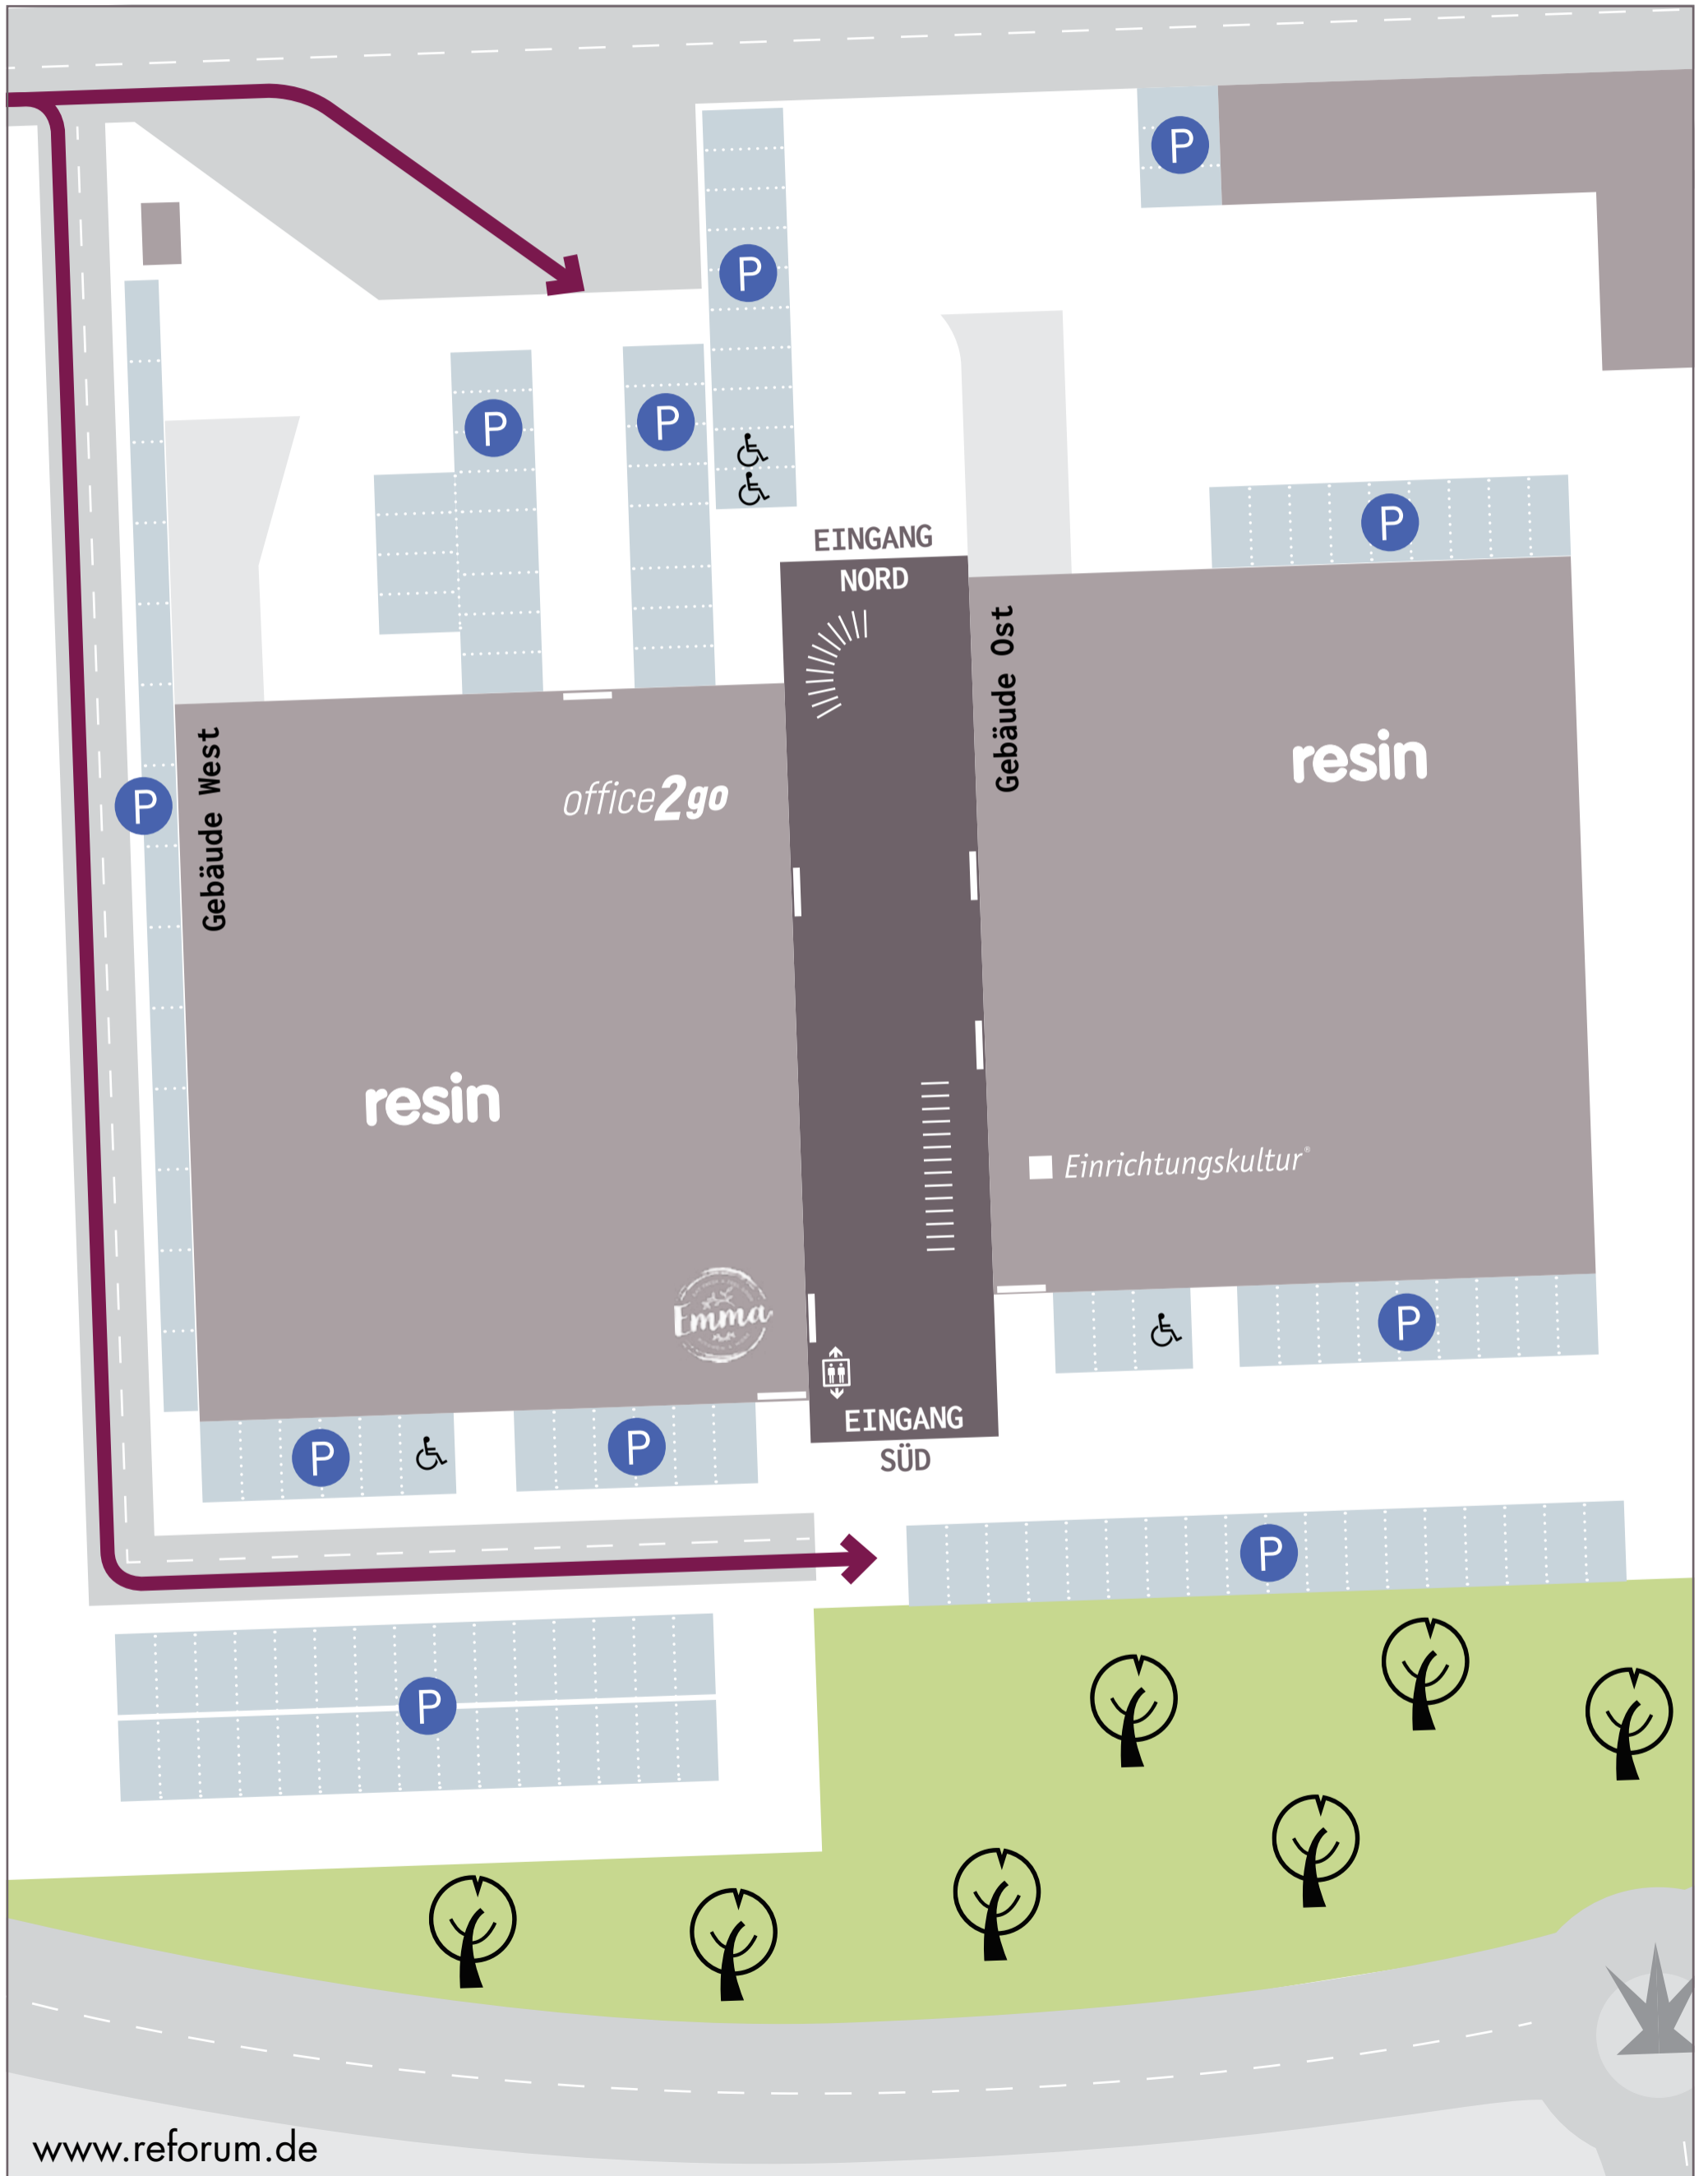 P
P
P
P
EINGANG
NORD
P
Gebäude Ost
Gebäude West
resin
office2go
P
resin
Einrichtungskultur®
Emma
P
EINGANG
SÜD
P
P
P
P
www.reforum.de